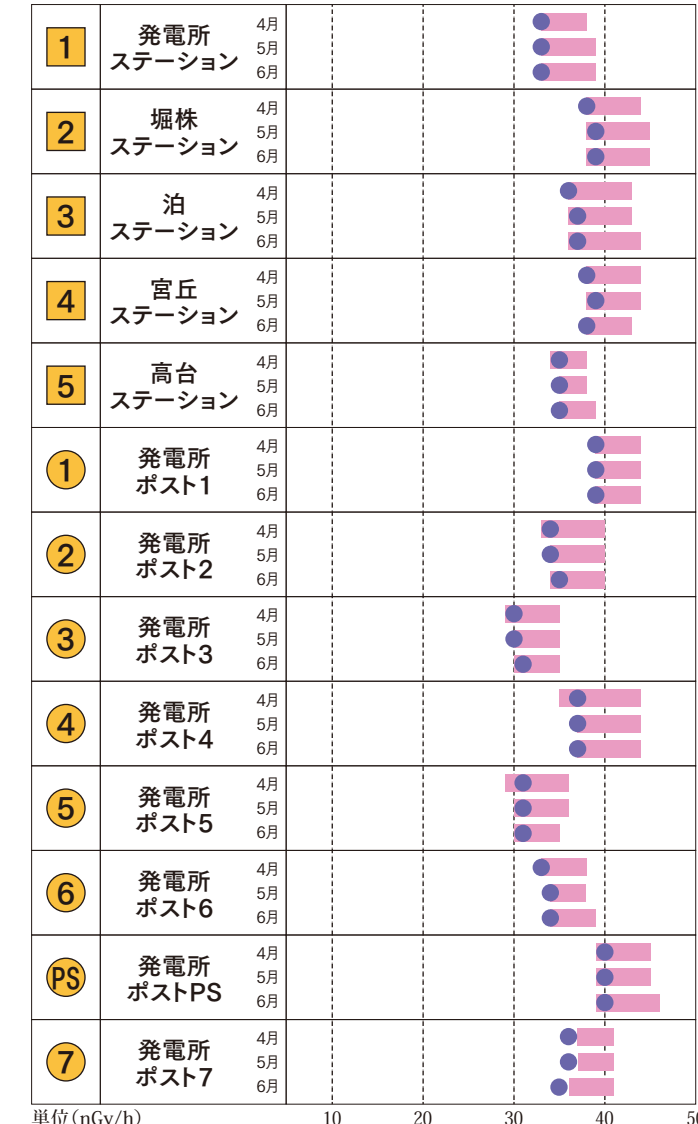 1
発電所
ステーション
4月
5月
6月
2
堀株
ステーション
4月
5月
6月
3
泊
ステーション
4月
5月
6月
4
宮丘
ステーション
4月
5月
6月
5
高台
ステーション
4月
5月
6月
1
発電所
ポスト1
4月
5月
6月
2
発電所
ポスト2
4月
5月
6月
3
発電所
ポスト3
4月
5月
6月
4
発電所
ポスト4
4月
5月
6月
5
発電所
ポスト5
4月
5月
6月
6
発電所
ポスト6
4月
5月
6月
PS
発電所
ポストPS
4月
5月
6月
7
発電所
ポスト7
4月
5月
6月
単位(nGy/h) 10 20 30 40 50